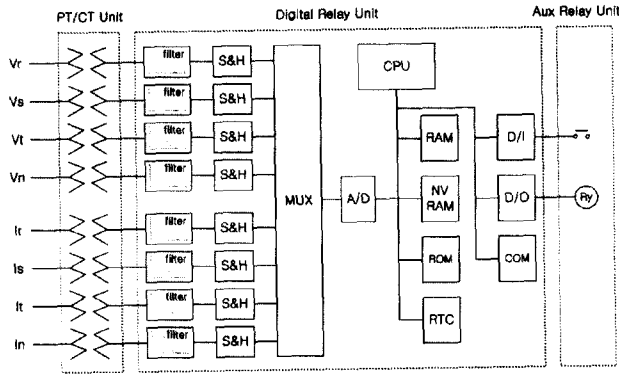 PT/CT Unit
Digital Relay Unit
Aux Relay Unit
Vr
filter
S&H
Vs
filter
S&H
Vt
filter
S&H
Vn
filter
S&H
Ir
filter
S&H
Is
filter
S&H
It
filter
S&H
In
filter
S&H
MUX
A/D
CPU
RAM
D/I
NV
RAM
D/O
Ry
ROM
COM
RTC